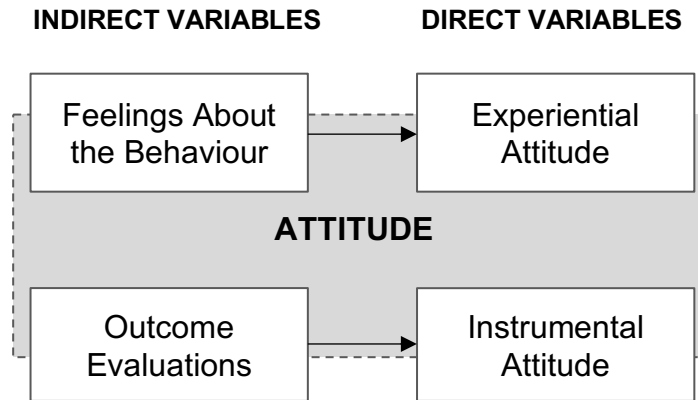 INDIRECT VARIABLES
DIRECT VARIABLES
Feelings About
the Behaviour
Experiential
Attitude
ATTITUDE
Outcome
Evaluations
Instrumental
Attitude